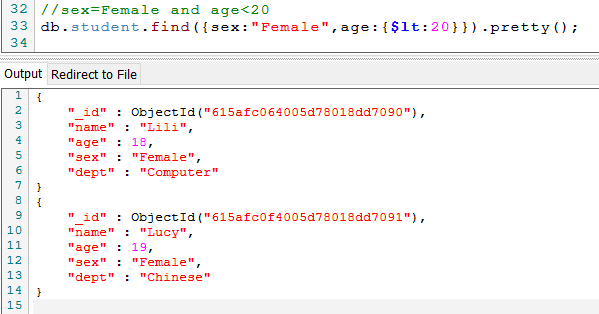 32 //sex=Female and age<20
33 db.student.find({sex:"Female",age:{$lt:20}}).pretty();
34
Output Redirect to File
1 {
2 "_id" : ObjectId("615afc064005d78018dd7090"),
3 "name" : "Lili",
4 "age" : 18,
5 "sex" : "Female",
6 "dept" : "Computer"
7 }
8 {
9 "_id" : ObjectId("615afc0f4005d78018dd7091"),
10 "name" : "Lucy",
11 "age" : 19,
12 "sex" : "Female",
13 "dept" : "Chinese"
14 }
15